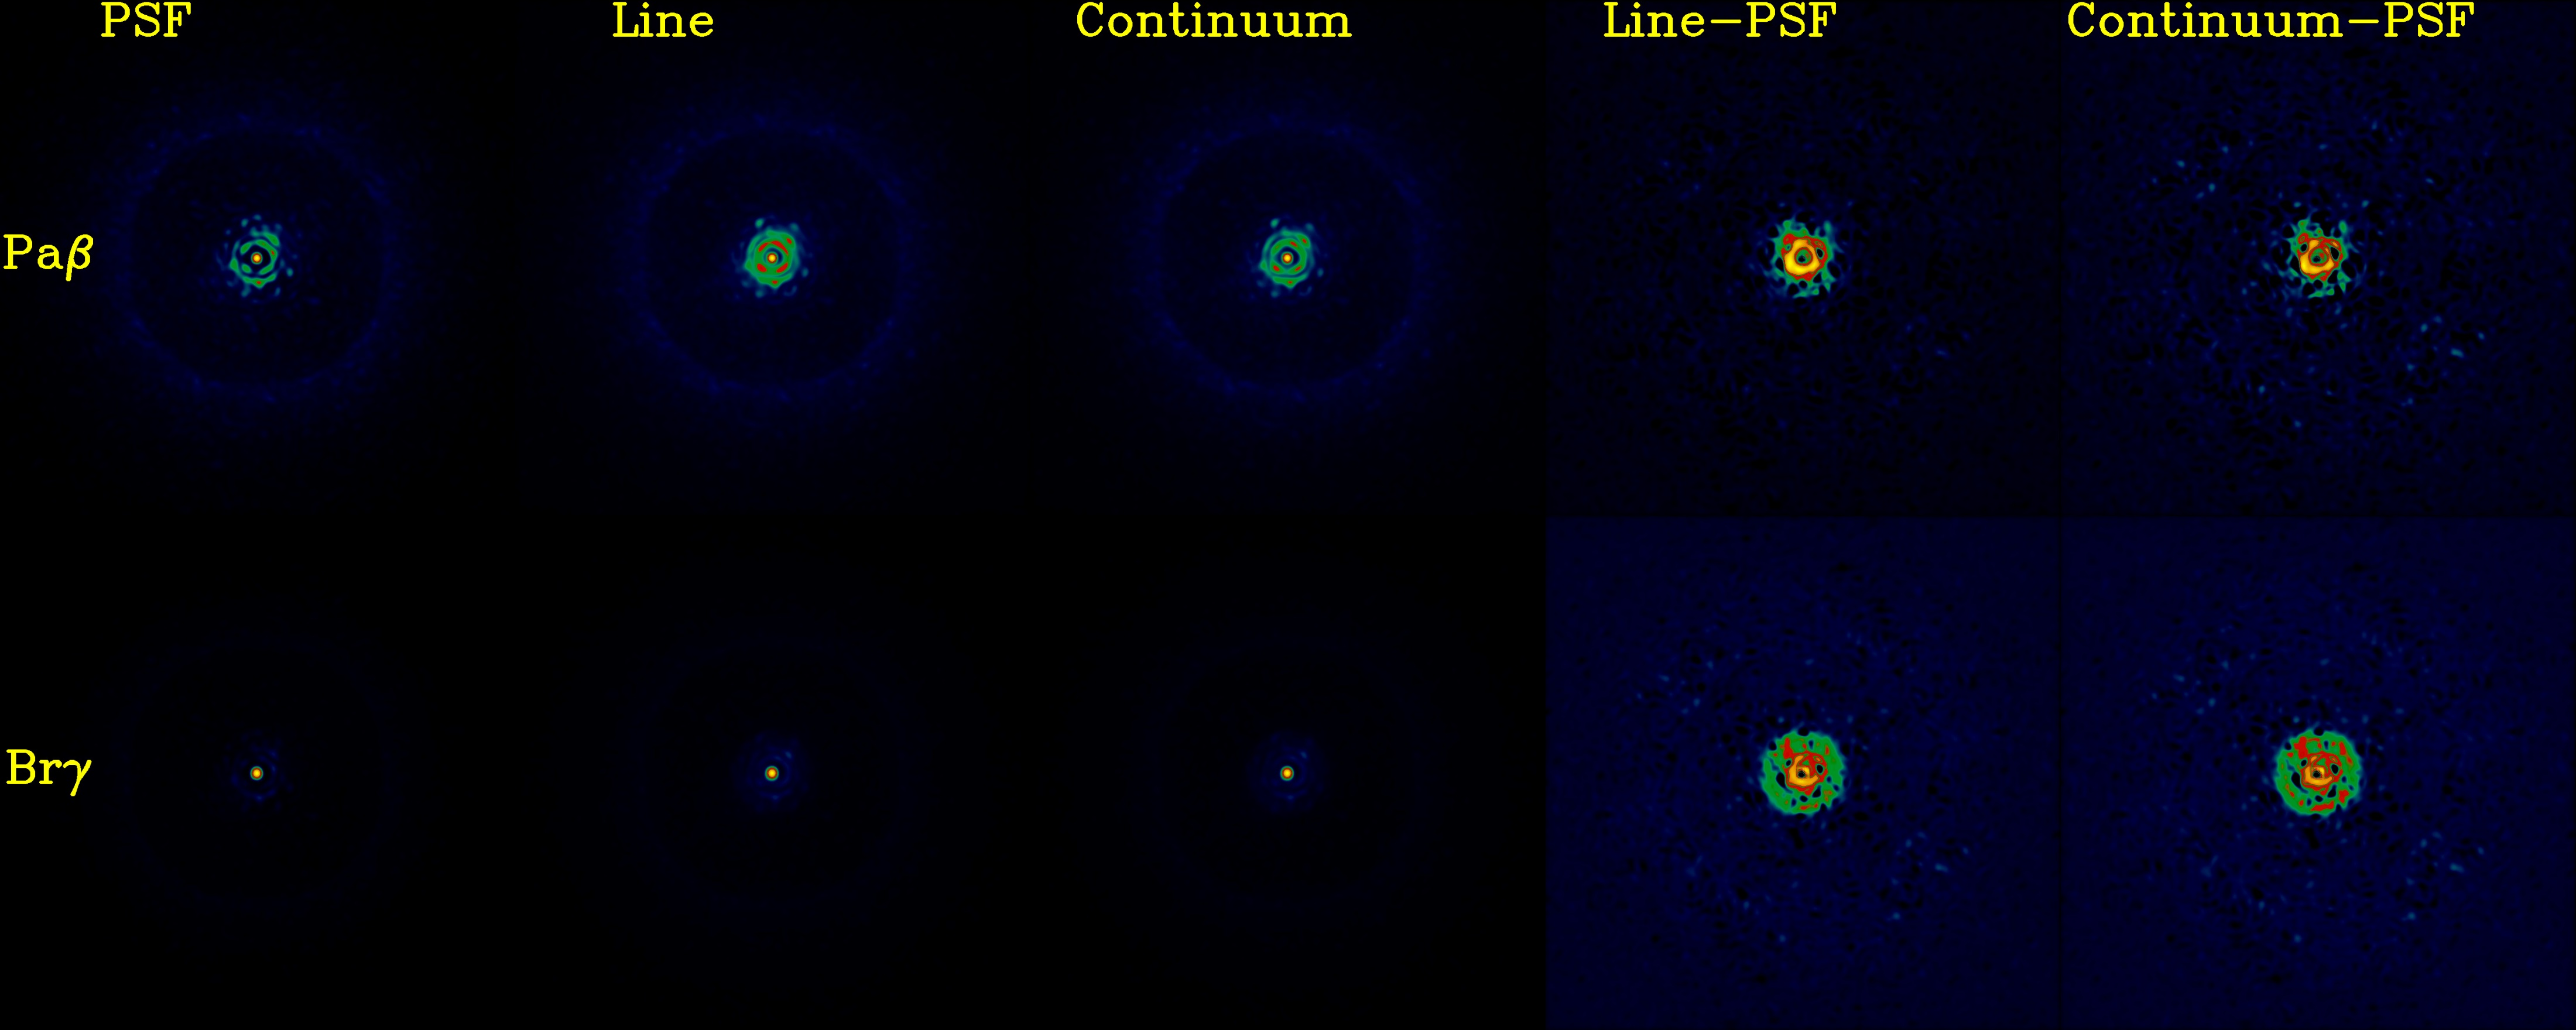 PSF Line Continuum Line−PSF Continuum−PSF
Paβ
Brγ